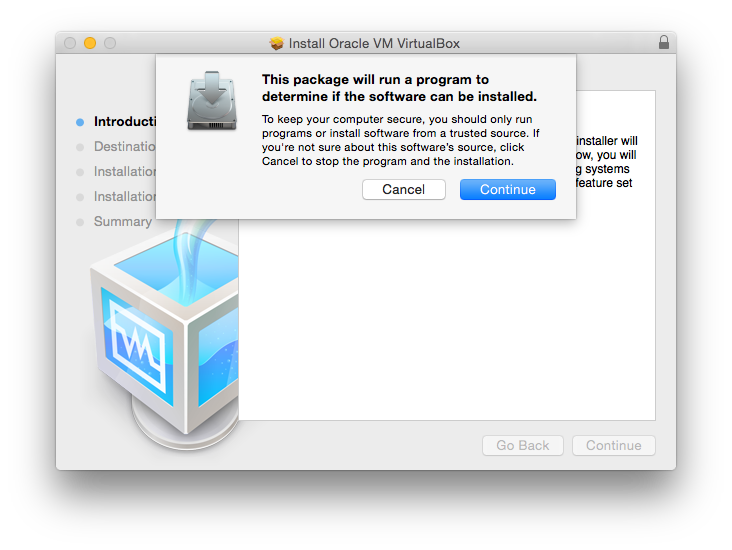 Install Oracle VM VirtualBox
This package will run a program to
determine if the software can be installed.
To keep your computer secure, you should only run
programs or install software from a trusted source. If
you're not sure about this software's source, click
Cancel to stop the program and the installation.
Cancel
Continue
Introducti
Destinatio
Installation
Installation
Summary
installer will
ow, you will
g systems
feature set
VM
Go Back
Continue